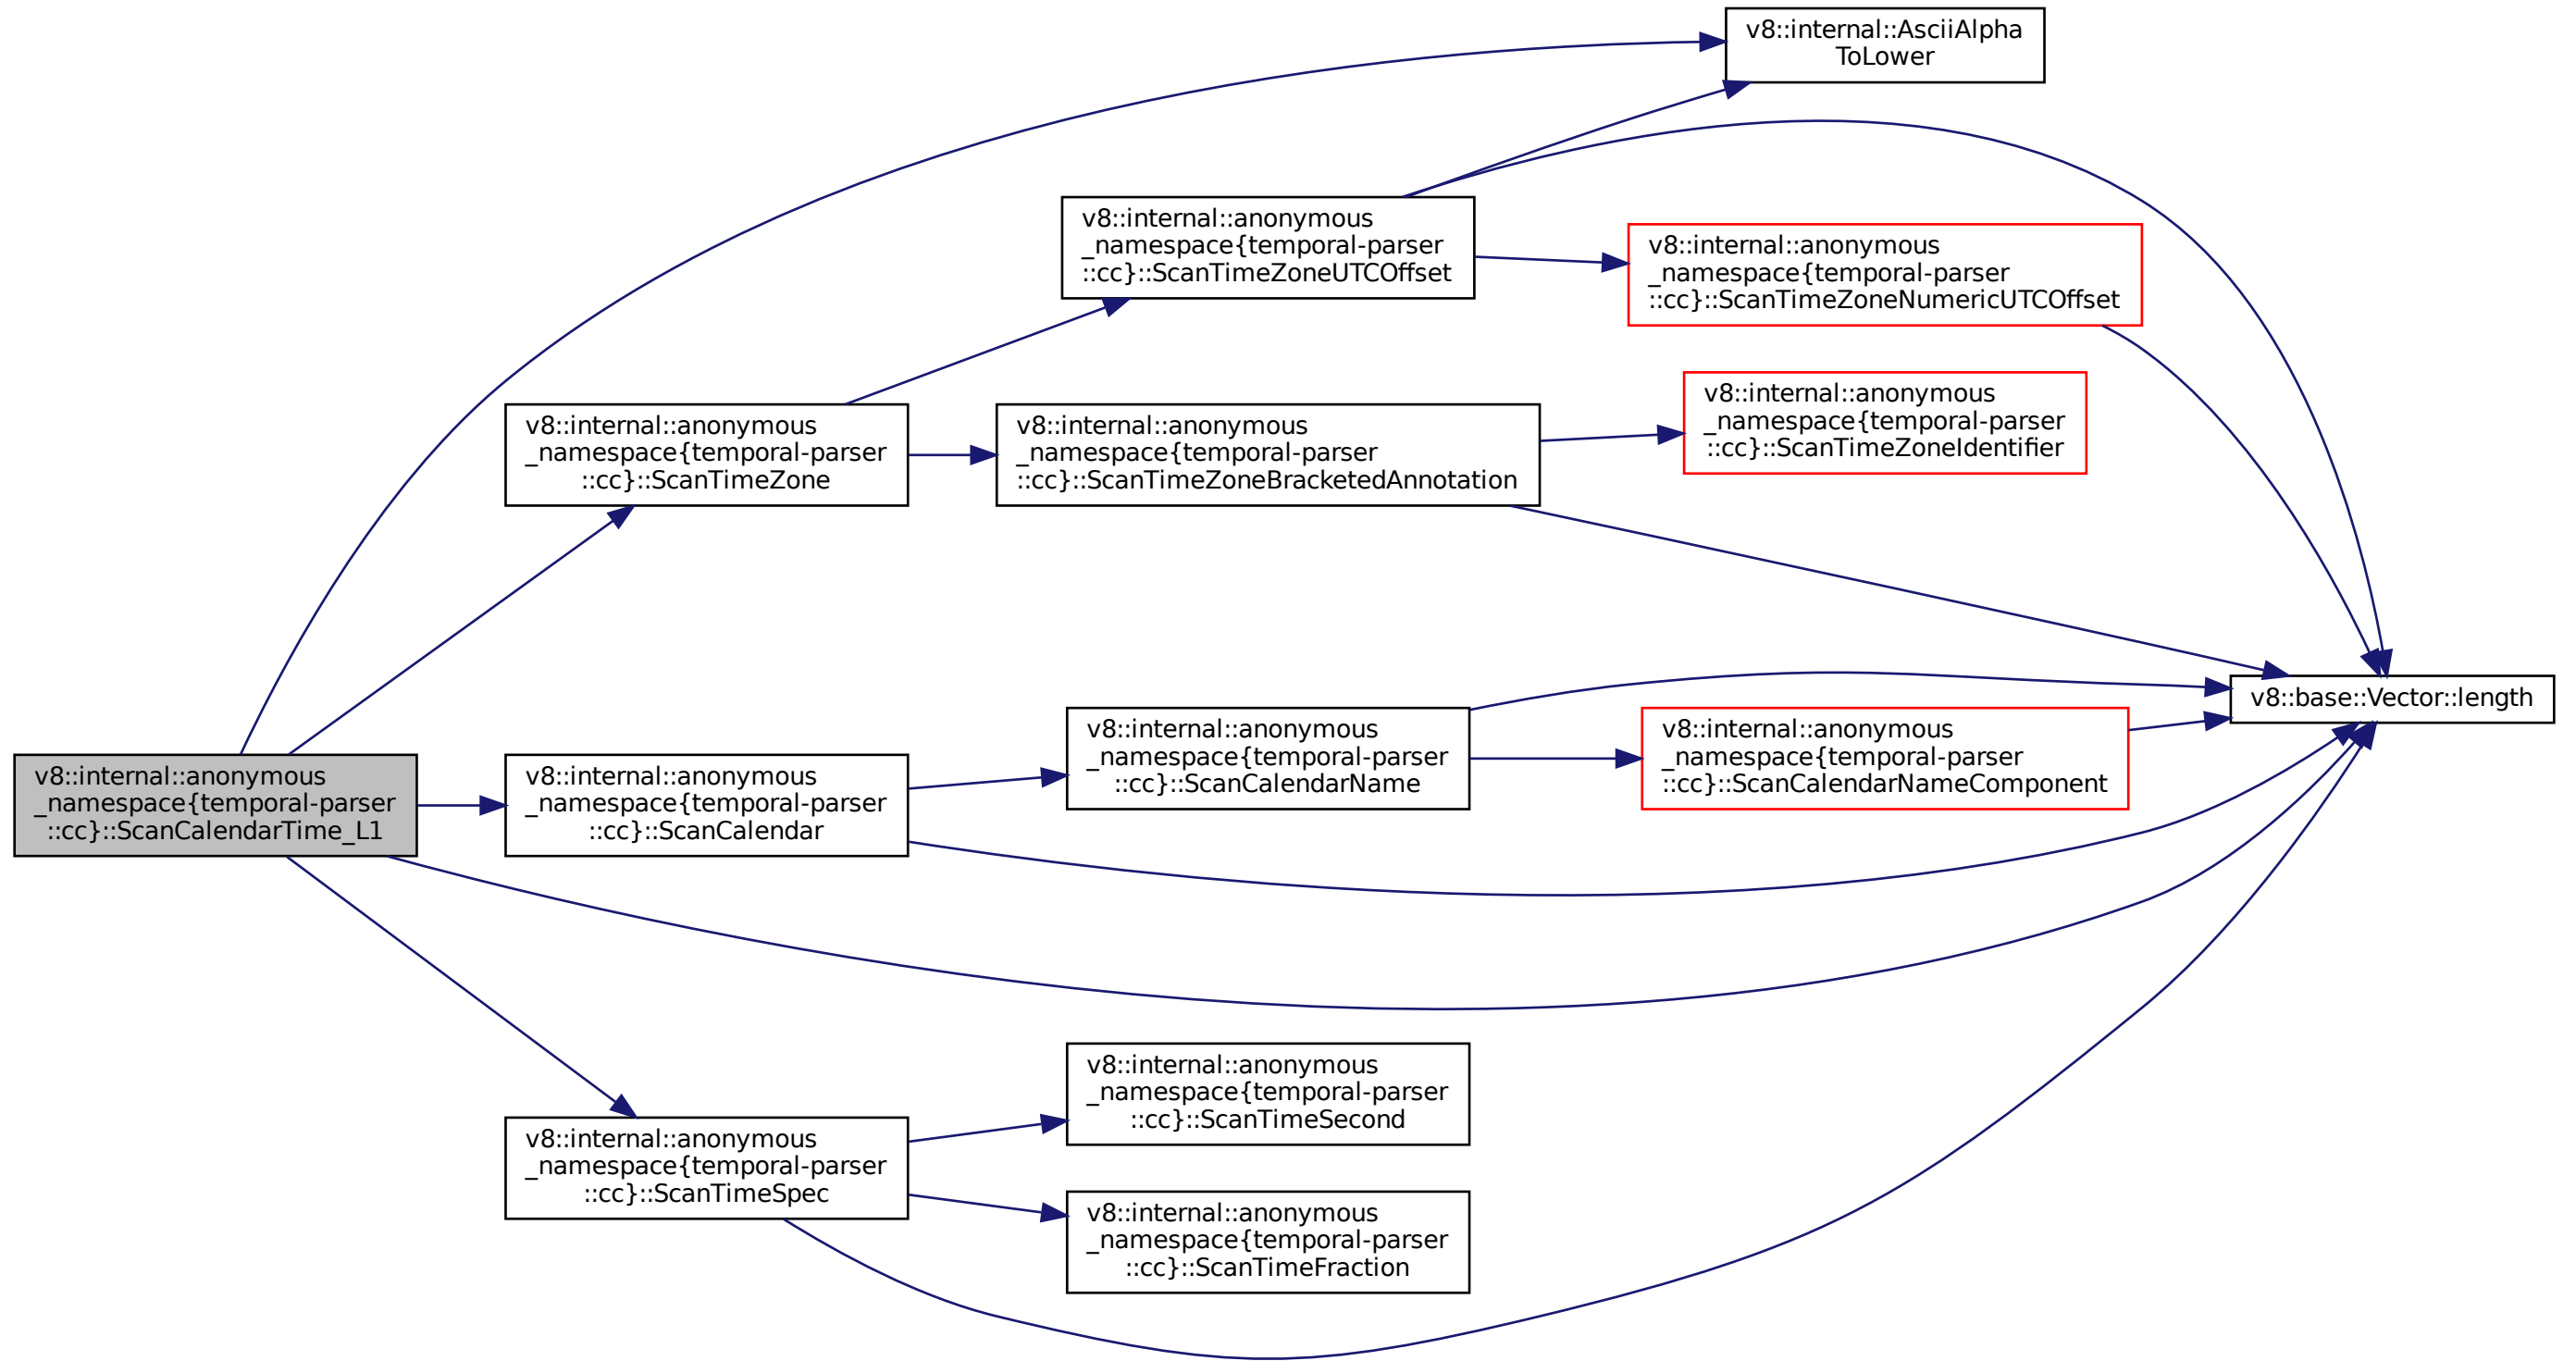 v8::internal::AsciiAlpha
ToLower
v8::internal::anonymous
_namespace{temporal-parser
::cc}::ScanTimeZoneUTCOffset
v8::internal::anonymous
_namespace{temporal-parser
::cc}::ScanTimeZoneNumericUTCOffset
v8::internal::anonymous
_namespace{temporal-parser
::cc}::ScanTimeZoneIdentifier
v8::internal::anonymous
_namespace{temporal-parser
::cc}::ScanTimeZone
v8::internal::anonymous
_namespace{temporal-parser
::cc}::ScanTimeZoneBracketedAnnotation
v8::base::Vector::length
v8::internal::anonymous
_namespace{temporal-parser
::cc}::ScanCalendarName
v8::internal::anonymous
_namespace{temporal-parser
::cc}::ScanCalendarNameComponent
v8::internal::anonymous
_namespace{temporal-parser
::cc}::ScanCalendarTime_L1
v8::internal::anonymous
_namespace{temporal-parser
::cc}::ScanCalendar
v8::internal::anonymous
_namespace{temporal-parser
::cc}::ScanTimeSecond
v8::internal::anonymous
_namespace{temporal-parser
::cc}::ScanTimeSpec
v8::internal::anonymous
_namespace{temporal-parser
::cc}::ScanTimeFraction